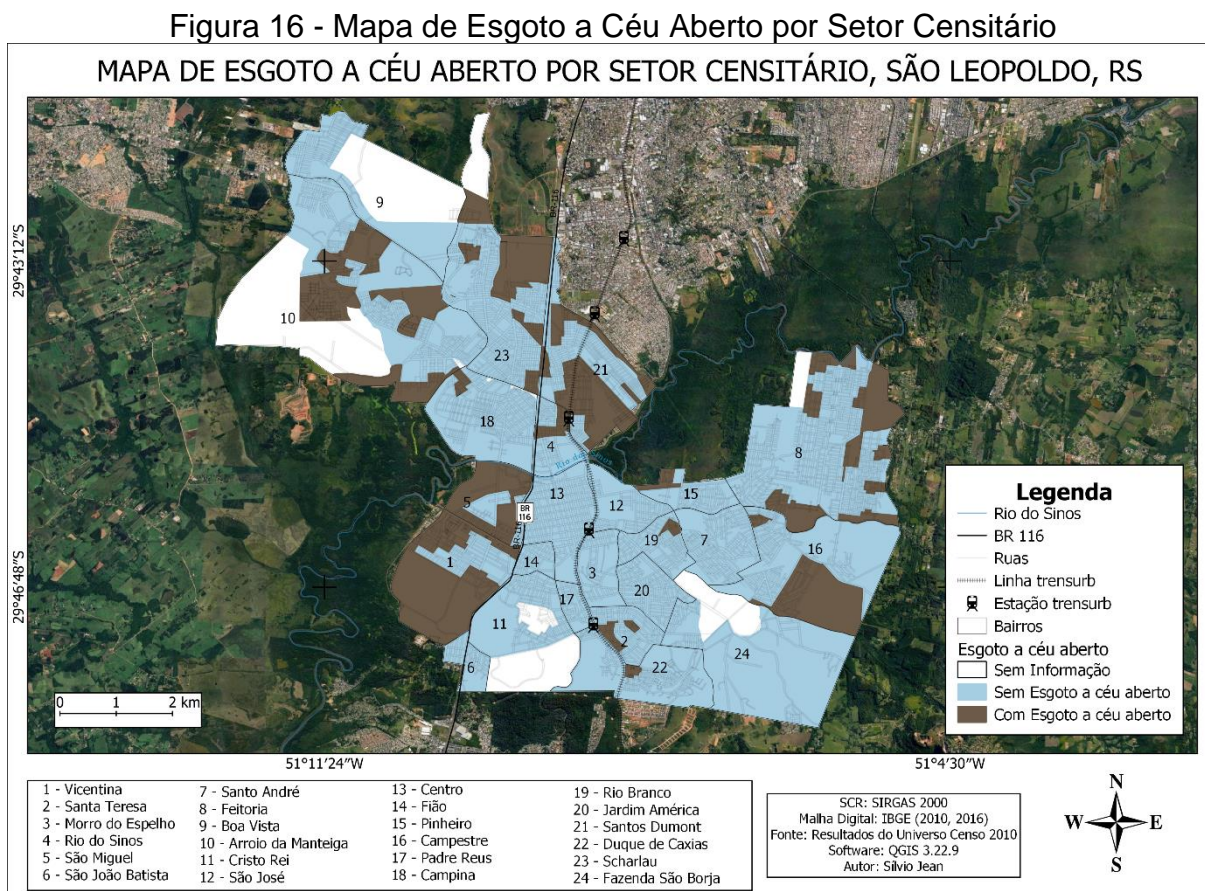 Figura 16 - Mapa de Esgoto a Céu Aberto por Setor Censitário
MAPA DE ESGOTO A CÉU ABERTO POR SETOR CENSITÁRIO, SÃO LEOPOLDO, RS
29°43'12"S
29°46'48"S
51°11'24"W
51°4'30"W
BR-116
9
10
23
21
18
4
Rio dos Sinos
8
5
13
12
15
BR
116
BR-116
1
14
3
19
7
16
17
20
11
2
6
22
24
0 1 2 km
Legenda
Rio do Sinos
BR 116
Ruas
Linha trensurb
Estação trensurb
Bairros
Esgoto a céu aberto
Sem Informação
Sem Esgoto a céu aberto
Com Esgoto a céu aberto
1 - Vicentina
2 - Santa Teresa
3 - Morro do Espelho
4 - Rio do Sinos
5 - São Miguel
6 - São João Batista
7 - Santo André
8 - Feitoria
9 - Boa Vista
10 - Arroio da Manteiga
11 - Cristo Rei
12 - São José
13 - Centro
14 - Fião
15 - Pinheiro
16 - Campestre
17 - Padre Reus
18 - Campina
19 - Rio Branco
20 - Jardim América
21 - Santos Dumont
22 - Duque de Caxias
23 - Scharlau
24 - Fazenda São Borja
SCR: SIRGAS 2000
Malha Digital: IBGE (2010, 2016)
Fonte: Resultados do Universo Censo 2010
Software: QGIS 3.22.9
Autor: Sílvio Jean
N
W E
S